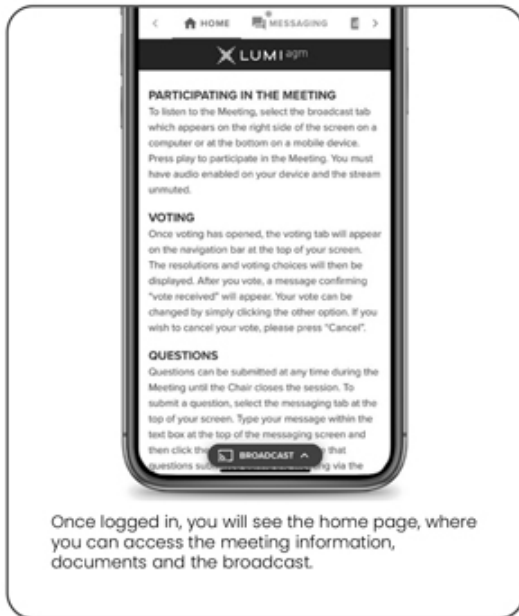 HOME MESSAGING
LUMI agm
PARTICIPATING IN THE MEETING
To listen to the Meeting, select the broadcast tab
which appears on the right side of the screen on a
computer or at the bottom on a mobile device.
Press play to participate in the Meeting. You must
have audio enabled on your device and the stream
unmuted.
VOTING
Once voting has opened, the voting tab will appear
on the navigation bar at the top of your screen.
The resolutions and voting choices will then be
displayed. After you vote, a message confirming
"vote received" will appear. Your vote can be
changed by simply clicking the other option. If you
wish to cancel your vote, please press "Cancel".
QUESTIONS
Questions can be submitted at any time during the
Meeting until the Chair closes the session. To
submit a question, select the messaging tab at the
top of your screen. Type your message within the
text box at the top of the messaging screen and
then click the that
BROADCAST
questions via the
Once logged in, you will see the home page, where
you can access the meeting information,
documents and the broadcast.